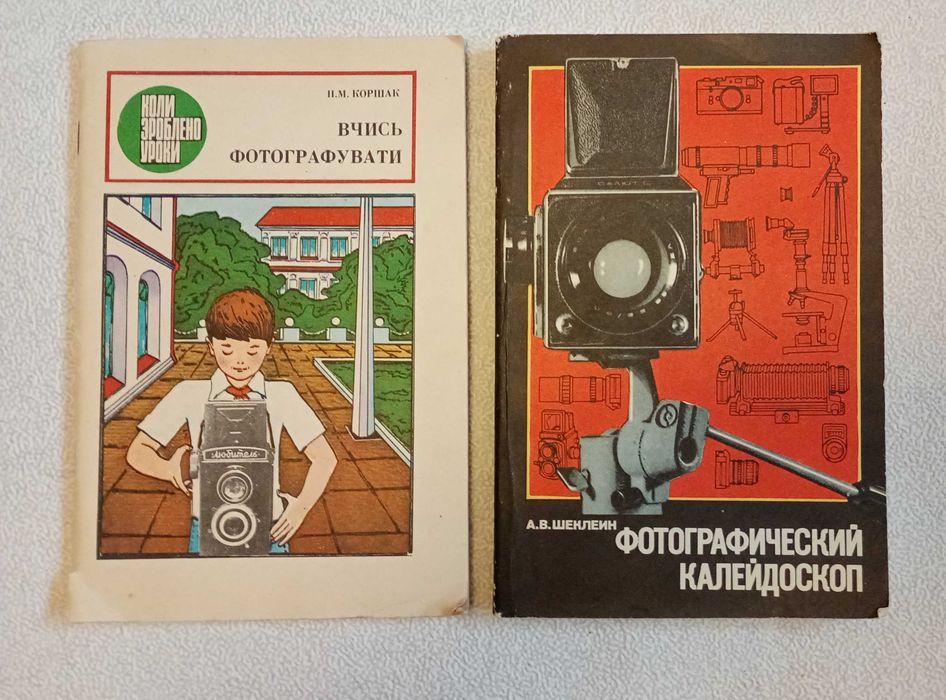 КОЛИ
ЗРОБЛЕНО
УРОКИ
П.М. КОРШАК
ВЧИСЬ
ФОТОГРАФУВАТИ
Любитель
САЛЮТ С
А.В.ШЕКЛЕИН
ФОТОГРАФИЧЕСКИЙ
КАЛЕЙДОСКОП